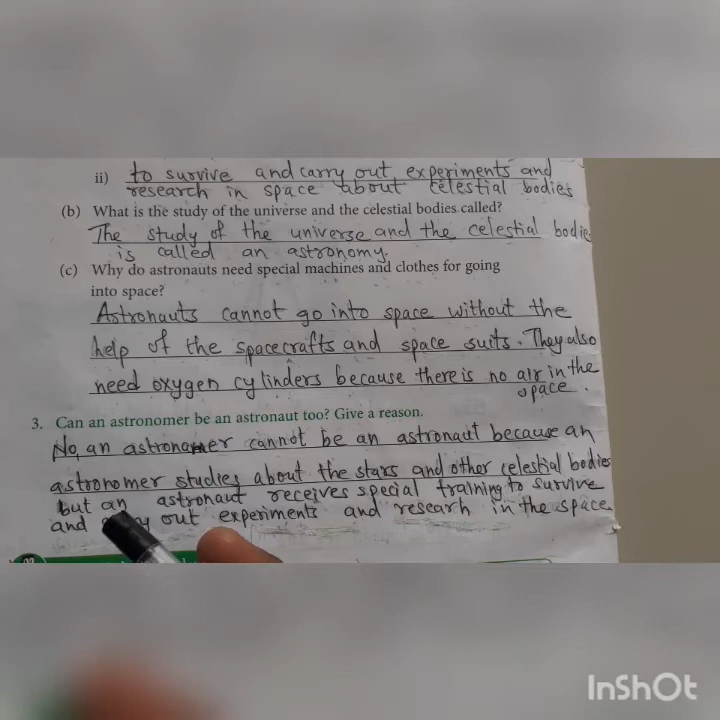 ii) to survive and carry out experiments and
research in space about celestial bodies
(b) What is the study of the universe and the celestial bodies called?
The study of the universe and the celestial bodie
is called an astronomy.
(c) Why do astronauts need special machines and clothes for going
into space?
Astronauts cannot go into space without the
help of the spacecrafts and space suits. They also
need oxygen cylinders because there is no air in the
space.
3. Can an astronomer be an astronaut too? Give a reason.
No, an astronomer cannot be an astronaut because an
astronomer studies about the stars and other celestial bodies
but an astronaut receives special training to survive
and out experiments and research in the space.
InShOt